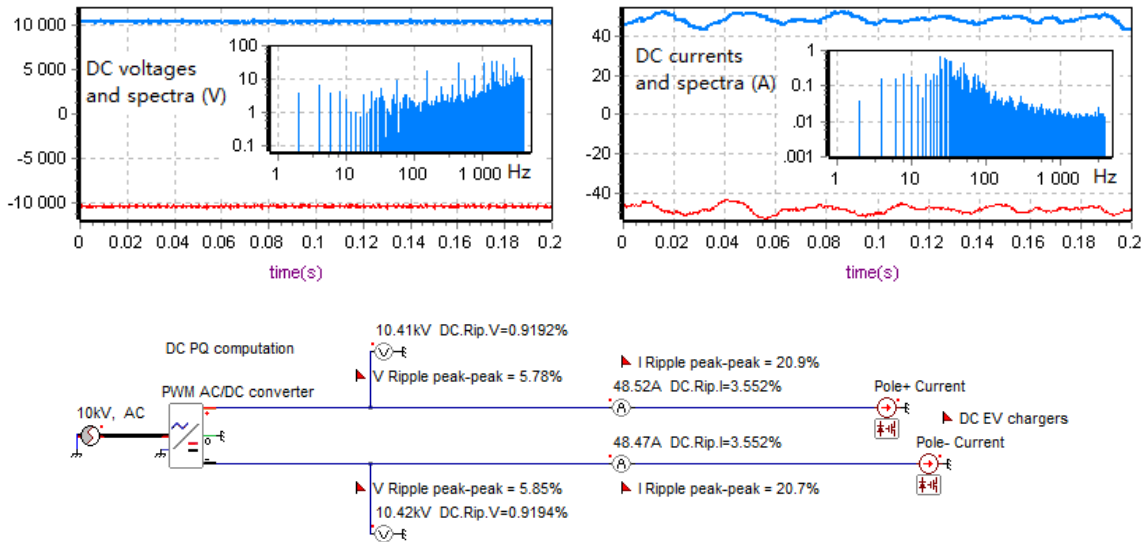 10 000
5 000
0
-5 000
-10 000
DC voltages
and spectra (V)
100
10
1
0.1
1 10 100 1 000 Hz
0 0.02 0.04 0.06 0.08 0.1 0.12 0.14 0.16 0.18 0.2
time(s)
40
20
0
-20
-40
DC currents
and spectra (A)
1
0.1
.01
.001
1 10 100 1 000 Hz
0 0.02 0.04 0.06 0.08 0.1 0.12 0.14 0.16 0.18 0.2
time(s)
10.41kV DC.Rip.V=0.9192%
DC PQ computation
V Ripple peak-peak = 5.78%
I Ripple peak-peak = 20.9%
PWM AC/DC converter
48.52A DC.Rip.I=3.552%
Pole+ Current
10kV, AC
V
A
+
o
−
DC EV chargers
48.47A DC.Rip.I=3.552%
Pole- Current
A
V Ripple peak-peak = 5.85%
I Ripple peak-peak = 20.7%
10.42kV DC.Rip.V=0.9194%
V